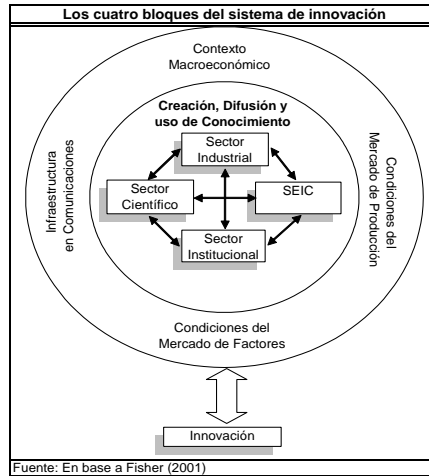 Los cuatro bloques del sistema de innovación
Contexto
Macroeconómico
Creación, Difusión y
uso de Conocimiento
Sector
Industrial
Infraestructura
en Comunicaciones
Sector
Científico
SEIC
Condiciones del
Mercado de Producción
Sector
Institucional
Condiciones del
Mercado de Factores
Innovación
Fuente: En base a Fisher (2001)